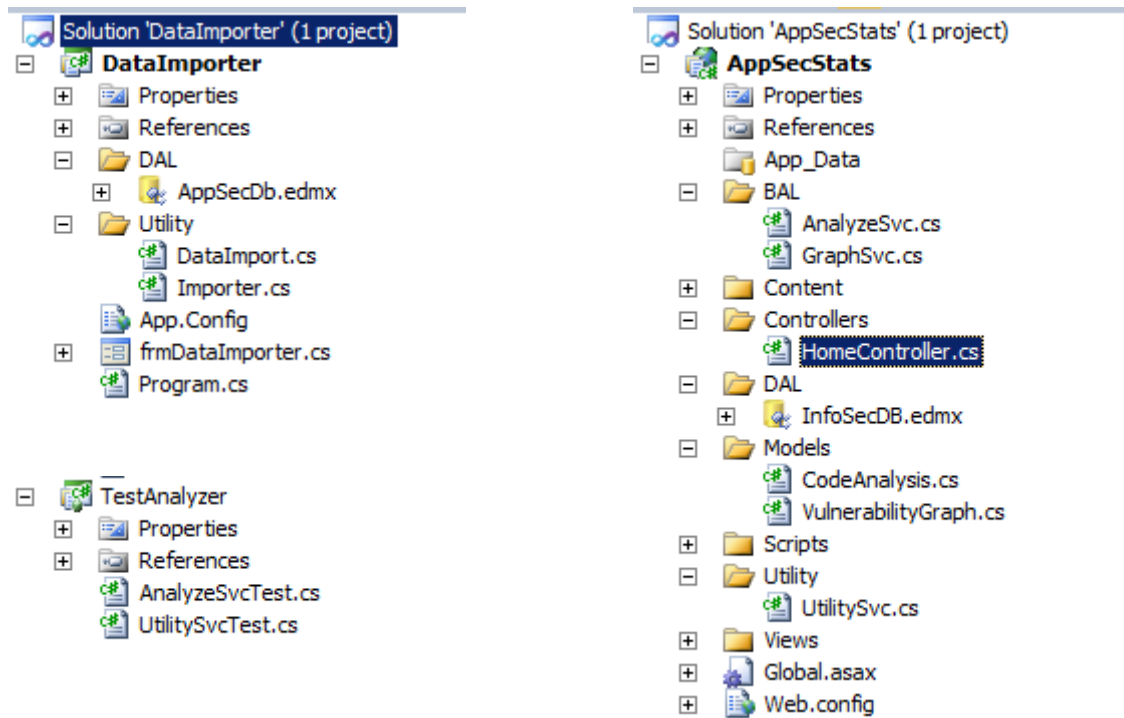 Solution 'DataImporter' (1 project)
DataImporter
Properties
References
DAL
AppSecDb.edmx
Utility
DataImport.cs
Importer.cs
App.Config
frmDataImporter.cs
Program.cs
TestAnalyzer
Properties
References
AnalyzeSvcTest.cs
UtilitySvcTest.cs
Solution 'AppSecStats' (1 project)
AppSecStats
Properties
References
App_Data
BAL
AnalyzeSvc.cs
GraphSvc.cs
Content
Controllers
HomeController.cs
DAL
InfoSecDB.edmx
Models
CodeAnalysis.cs
VulnerabilityGraph.cs
Scripts
Utility
UtilitySvc.cs
Views
Global.asax
Web.config